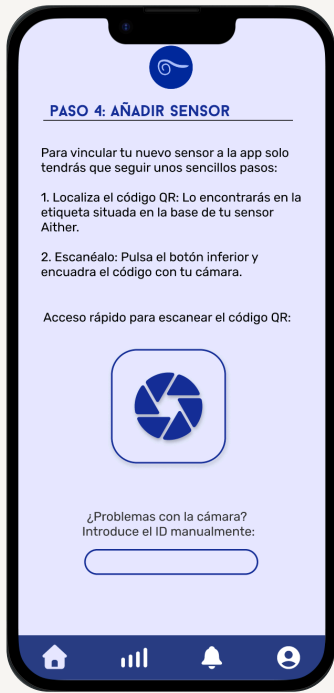 PASO 4: AÑADIR SENSOR
Para vincular tu nuevo sensor a la app solo
tendrás que seguir unos sencillos pasos:
1. Localiza el código QR: Lo encontrarás en la
etiqueta situada en la base de tu sensor
Aither.
2. Escanéalo: Pulsa el botón inferior y
encuadra el código con tu cámara.
Acceso rápido para escanear el código QR:
¿Problemas con la cámara?
Introduce el ID manualmente: